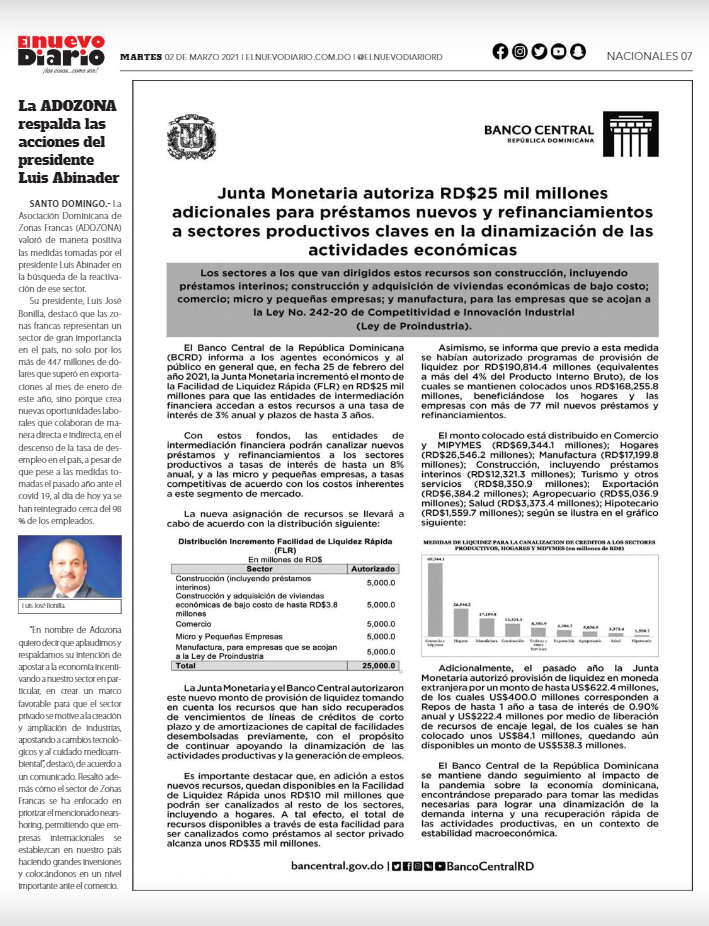 El nuevo
Diario
¡las cosas...como son!
MARTES 02 DE MARZO 2021 | ELNUEVODIARIO.COM.DO | @ELNUEVODIARIORD
NACIONALES 07
La ADOZONA
respalda las
acciones del
presidente
Luis Abinader
SANTO DOMINGO.- La
Asociación Dominicana de
Zonas Francas (ADOZONA)
valoró de manera positiva
las medidas tomadas por el
presidente Luis Abinader en
la búsqueda de la reactiva-
ción de ese sector.
Su presidente, Luis José
Bonilla, destacó que las zo-
nas francas representan un
sector de gran importancia
en el país, no solo por los
más de 447 millones de dó-
lares que superó en exporta-
ciones al mes de enero de
este año, sino porque crea
nuevas oportunidades labo-
rales que colaboran de ma-
nera directa e indirecta, en el
descenso de la tasa de des-
empleo en el país, a pesar de
que pese a las medidas to-
madas el pasado año ante el
covid 19, al día de hoy ya se
han reintegrado cerca del 98
% de los empleados.
Luis José Bonilla.
"En nombre de Adozona
quiero decir que aplaudimos y
respaldamos su intención de
apostar a la economía incenti-
vando a nuestro sector en par-
ticular, en crear un marco
favorable para que el sector
privado se motive a la creación
y ampliación de industrias,
apostando a cambios tecnoló-
gicos y al cuidado medioam-
biental", destacó, de acuerdo a
un comunicado. Resaltó ade-
más cómo el sector de Zonas
Francas se ha enfocado en
priorizar el mencionado nears-
horing, permitiendo que em-
presas internacionales se
establezcan en nuestro país
haciendo grandes inversiones
y colocándonos en un nivel
importante ante el comercio.
BANCO CENTRAL
REPÚBLICA DOMINICANA
Junta Monetaria autoriza RD$25 mil millones
adicionales para préstamos nuevos y refinanciamientos
a sectores productivos claves en la dinamización de las
actividades económicas
Los sectores a los que van dirigidos estos recursos son construcción, incluyendo
préstamos interinos; construcción y adquisición de viviendas económicas de bajo costo;
comercio; micro y pequeñas empresas; y manufactura, para las empresas que se acojan a
la Ley No. 242-20 de Competitividad e Innovación Industrial
(Ley de Proindustria).
El Banco Central de la República Dominicana
(BCRD) informa a los agentes económicos y al
público en general que, en fecha 25 de febrero del
año 2021, la Junta Monetaria incrementó el monto de
la Facilidad de Liquidez Rápida (FLR) en RD$25 mil
millones para que las entidades de intermediación
financiera accedan a estos recursos a una tasa de
interés de 3% anual y plazos de hasta 3 años.
Con estos fondos, las entidades de
intermediación financiera podrán canalizar nuevos
préstamos y refinanciamientos a los sectores
productivos a tasas de interés de hasta un 8%
anual, y a las micro y pequeñas empresas, a tasas
competitivas de acuerdo con los costos inherentes
a este segmento de mercado.
La nueva asignación de recursos se llevará a
cabo de acuerdo con la distribución siguiente:
Distribución Incremento Facilidad de Liquidez Rápida
(FLR)
En millones de RD$
Sector Autorizado
Construcción (incluyendo préstamos
interinos) 5,000.0
Construcción y adquisición de viviendas
económicas de bajo costo de hasta RD$3.8 5,000.0
millones
Comercio 5,000.0
Micro y Pequeñas Empresas 5,000.0
Manufactura, para empresas que se acojan
a la Ley de Proindustria 5,000.0
Total 25,000.0
La Junta Monetaria y el Banco Central autorizaron
este nuevo monto de provisión de liquidez tomando
en cuenta los recursos que han sido recuperados
de vencimientos de líneas de créditos de corto
plazo y de amortizaciones de capital de facilidades
desembolsadas previamente, con el propósito
de continuar apoyando la dinamización de las
actividades productivas y la generación de empleos.
Es importante destacar que, en adición a estos
nuevos recursos, quedan disponibles en la Facilidad
de Liquidez Rápida unos RD$10 mil millones que
podrán ser canalizados al resto de los sectores,
incluyendo a hogares. A tal efecto, el total de
recursos disponibles a través de esta facilidad para
ser canalizados como préstamos al sector privado
alcanza unos RD$35 mil millones.
Asimismo, se informa que previo a esta medida
se habían autorizado programas de provisión de
liquidez por RD$190,814.4 millones (equivalentes
a más del 4% del Producto Interno Bruto), de los
cuales se mantienen colocados unos RD$168,255.8
millones, beneficiándose los hogares y las
empresas con más de 77 mil nuevos préstamos y
refinanciamientos.
El monto colocado está distribuido en Comercio
y MIPYMES (RD$69,344.1 millones); Hogares
(RD$26,546.2 millones); Manufactura (RD$17,199.8
millones); Construcción, incluyendo préstamos
interinos (RD$12,321.3 millones); Turismo y otros
servicios (RD$8,350.9 millones); Exportación
(RD$6,384.2 millones); Agropecuario (RD$5,036.9
millones); Salud (RD$3,373.4 millones); Hipotecario
(RD$1,559.7 millones); según se ilustra en el gráfico
siguiente:
MEDIDAS DE LIQUIDEZ PARA LA CANALIZACION DE CREDITOS A LOS SECTORES
PRODUCTIVOS, HOGARES Y MIPYMES (en millones de RD$)
69,344.1
26,546.2
17,199.8
12,321.3
8,350.9
6,384.2
5,036.9
3,373.4
1,559.7
Comercio y Mipymes
Hogares
Manufactura
Construcción
Turismo y otros Servicios
Exportación
Agropecuario
Salud
Hipotecario
Adicionalmente, el pasado año la Junta
Monetaria autorizó provisión de liquidez en moneda
extranjera por un monto de hasta US$622.4 millones,
de los cuales US$400.0 millones corresponden a
Repos de hasta 1 año a tasa de interés de 0.90%
anual y US$222.4 millones por medio de liberación
de recursos de encaje legal, de los cuales se han
colocado unos US$84.1 millones, quedando aún
disponibles un monto de US$538.3 millones.
El Banco Central de la República Dominicana
se mantiene dando seguimiento al impacto de
la pandemia sobre la economía dominicana,
encontrándose preparado para tomar las medidas
necesarias para lograr una dinamización de la
demanda interna y una recuperación rápida de
las actividades productivas, en un contexto de
estabilidad macroeconómica.
bancentral.gov.do | BancoCentralRD